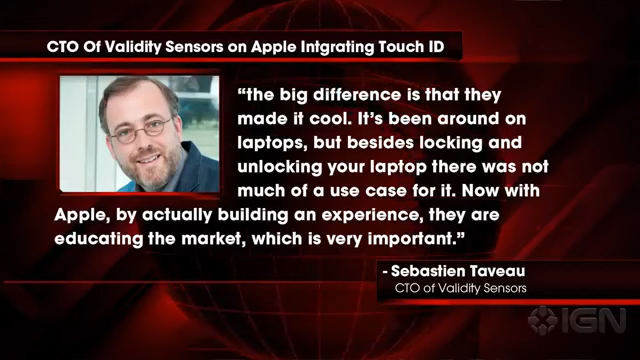 CTO Of Validity Sensors on Apple Intgrating Touch ID
“the big difference is that they
made it cool. It’s been around on
laptops, but besides locking and
unlocking your laptop there was not
much of a use case for it. Now with
Apple, by actually building an experience, they are
educating the market, which is very important.”
- Sebastien Taveau
CTO of Validity Sensors
IGN